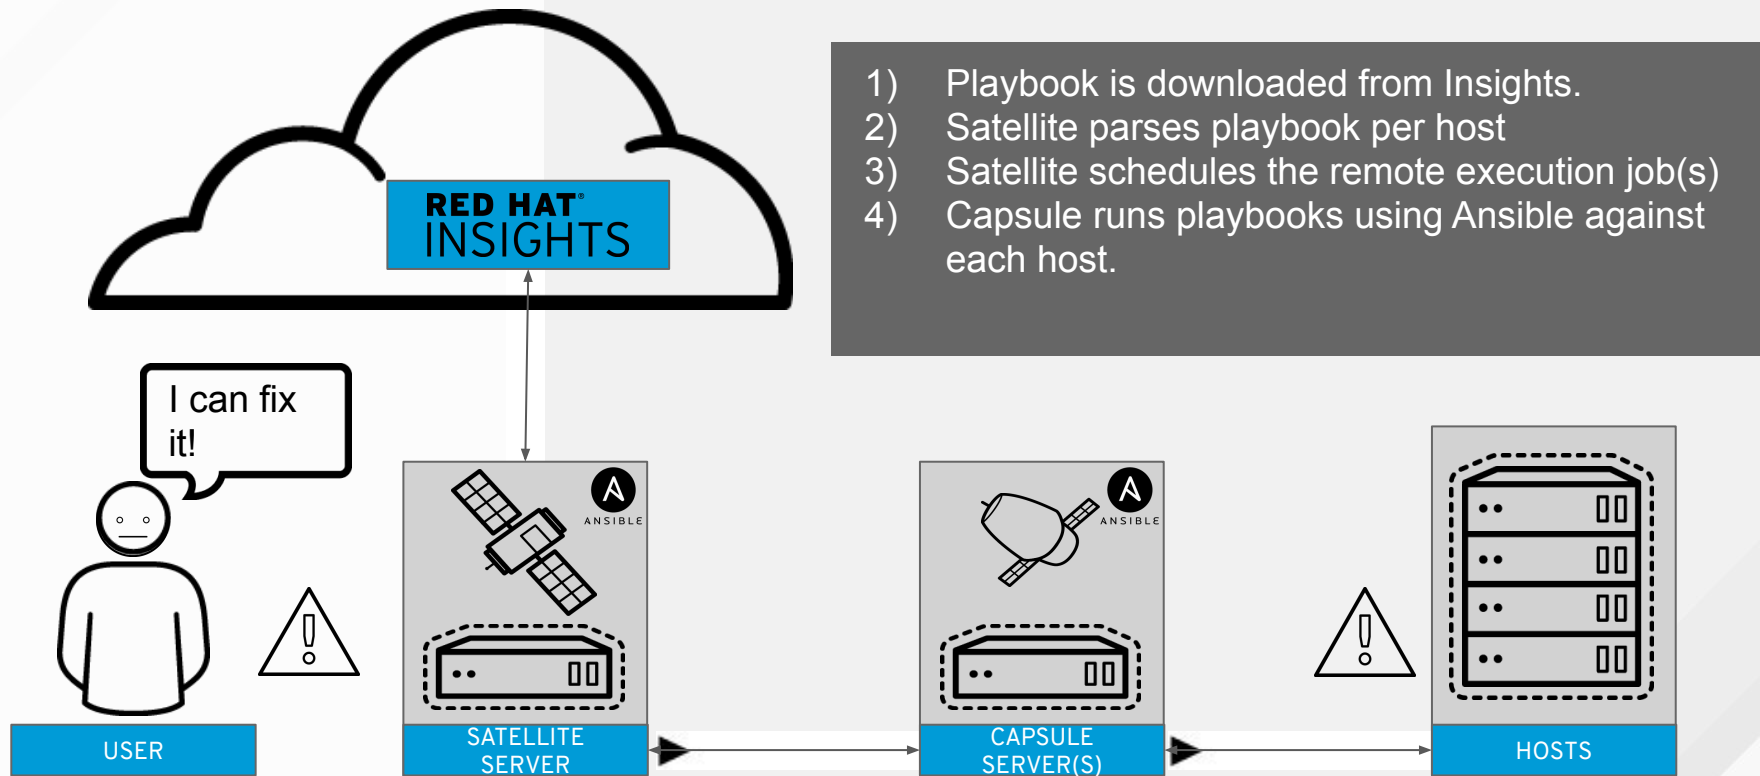 1) Playbook is downloaded from Insights.
2) Satellite parses playbook per host
3) Satellite schedules the remote execution job(s)
4) Capsule runs playbooks using Ansible against
each host.
RED HAT®
INSIGHTS
I can fix
it!
ANSIBLE
ANSIBLE
USER
SATELLITE
SERVER
CAPSULE
SERVER(S)
HOSTS